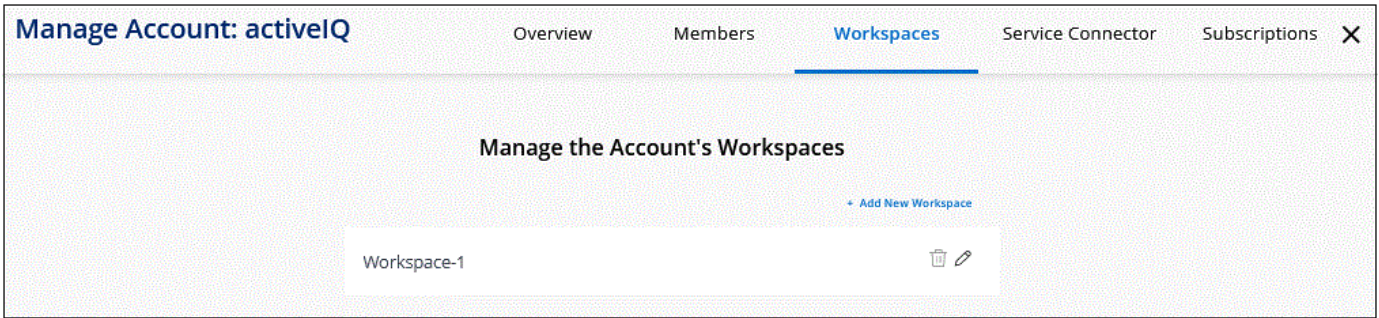 Manage Account: activeIQ
Overview
Members
Workspaces
Service Connector
Subscriptions
Manage the Account's Workspaces
+ Add New Workspace
Workspace-1